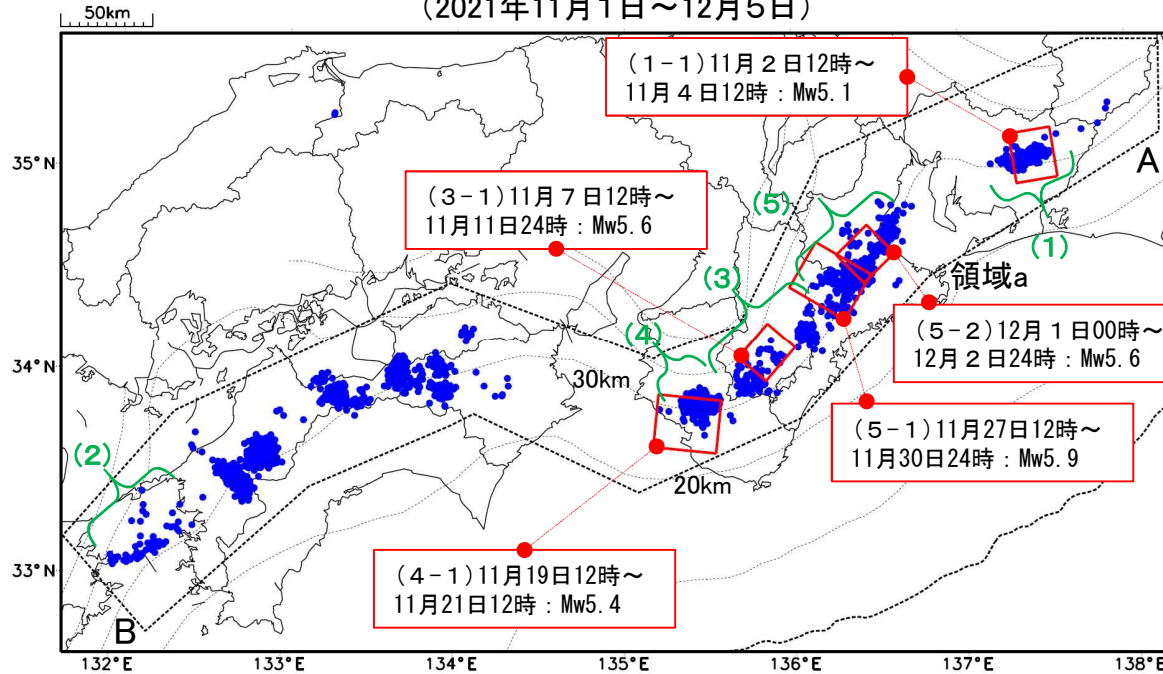 (2021年11月1日～12月5日)
50km
(1-1)11月2日12時～
11月4日12時：Mw5.1
35°N
A
(3-1)11月7日12時～
11月11日24時：Mw5.6
(5)
(1)
(3)
領域a
(5-2)12月1日00時～
12月2日24時：Mw5.6
(4)
34°N
30km
(5-1)11月27日12時～
11月30日24時：Mw5.9
(2)
20km
33°N
(4-1)11月19日12時～
11月21日12時：Mw5.4
B
132°E
133°E
134°E
135°E
136°E
137°E
138°E